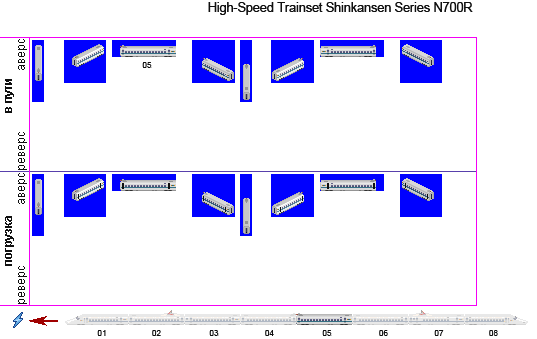 High-Speed Trainset Shinkansen Series N700R
в пути
аверс
реверс
05
погрузка
аверс
реверс
01 02 03 04 05 06 07 08